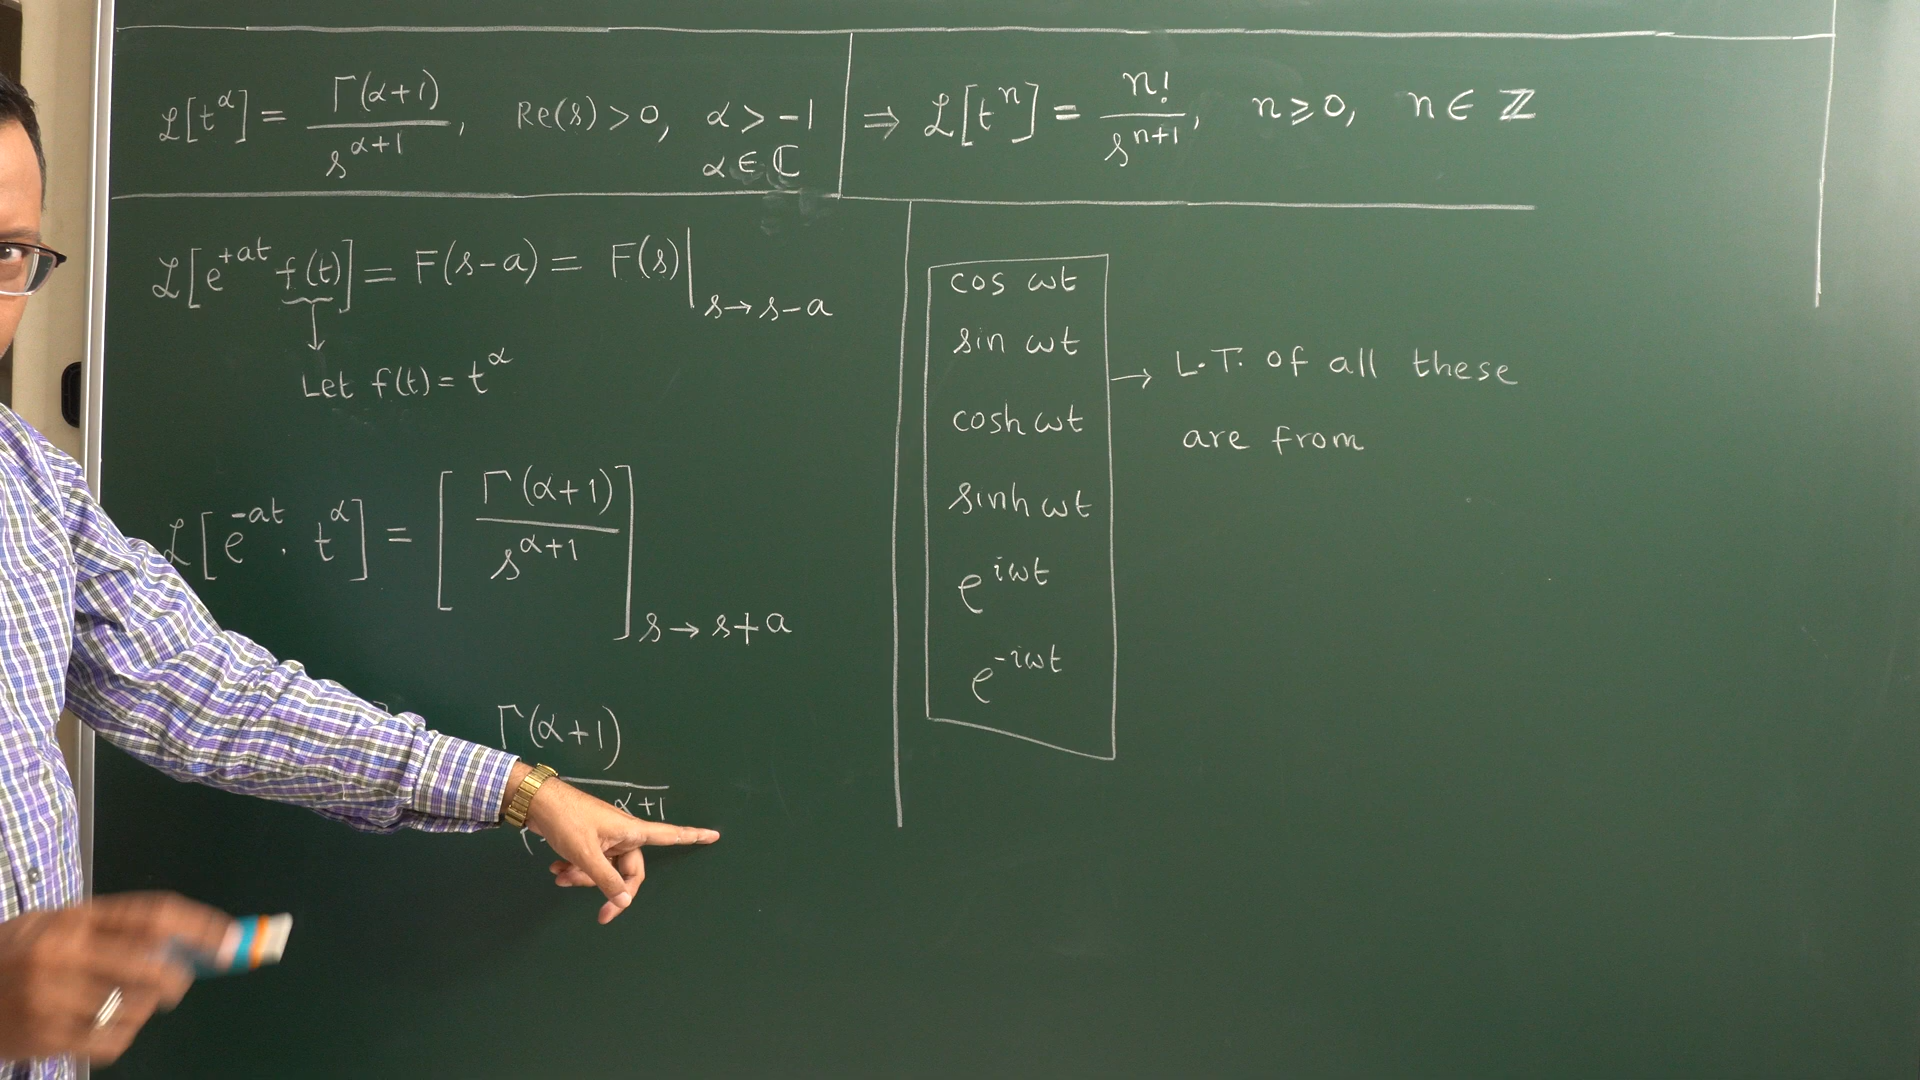 ℒ[t^α] = Γ(α+1)/s^(α+1), Re(s) > 0, α > -1
α ∈ ℂ
⇒ ℒ[t^n] = n!/s^(n+1), n ⩾ 0, n ∈ ℤ
ℒ[e^(+at) f(t)] = F(s-a) = F(s)|_(s→s-a)
↓
Let f(t) = t^α
ℒ[e^(-at) · t^α] = [Γ(α+1)/s^(α+1)]_(s→s+a)
Γ(α+1)
α+1
cos ωt
sin ωt
cosh ωt
sinh ωt
e^(iωt)
e^(-iωt)
→ L.T. of all these
are from